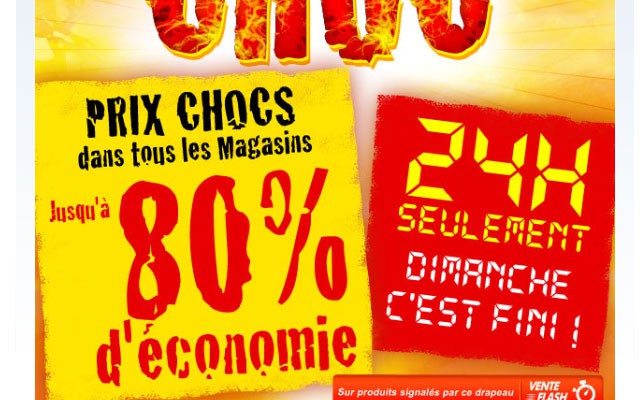 CHOC
PRIX CHOCS
dans tous les Magasins
Jusqu'à
80%
d'économie
24H
SEULEMENT
DIMANCHE
C'EST FINI !
Sur produits signalés par ce drapeau
VENTE
FLASH